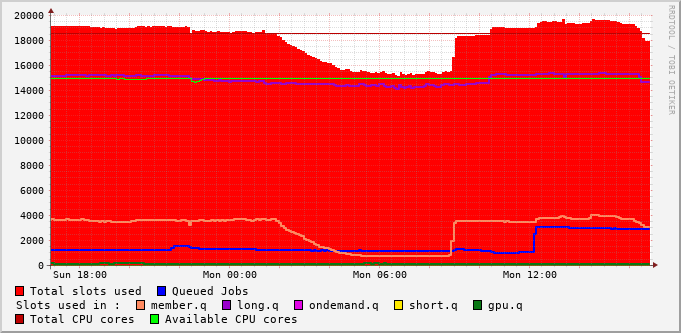 RRDTOOL / TOBI OETIKER
20000
18000
16000
14000
12000
10000
8000
6000
4000
2000
0
Sun 18:00 Mon 00:00 Mon 06:00 Mon 12:00
Total slots used Queued Jobs
Slots used in : member.q long.q ondemand.q short.q gpu.q
Total CPU cores Available CPU cores